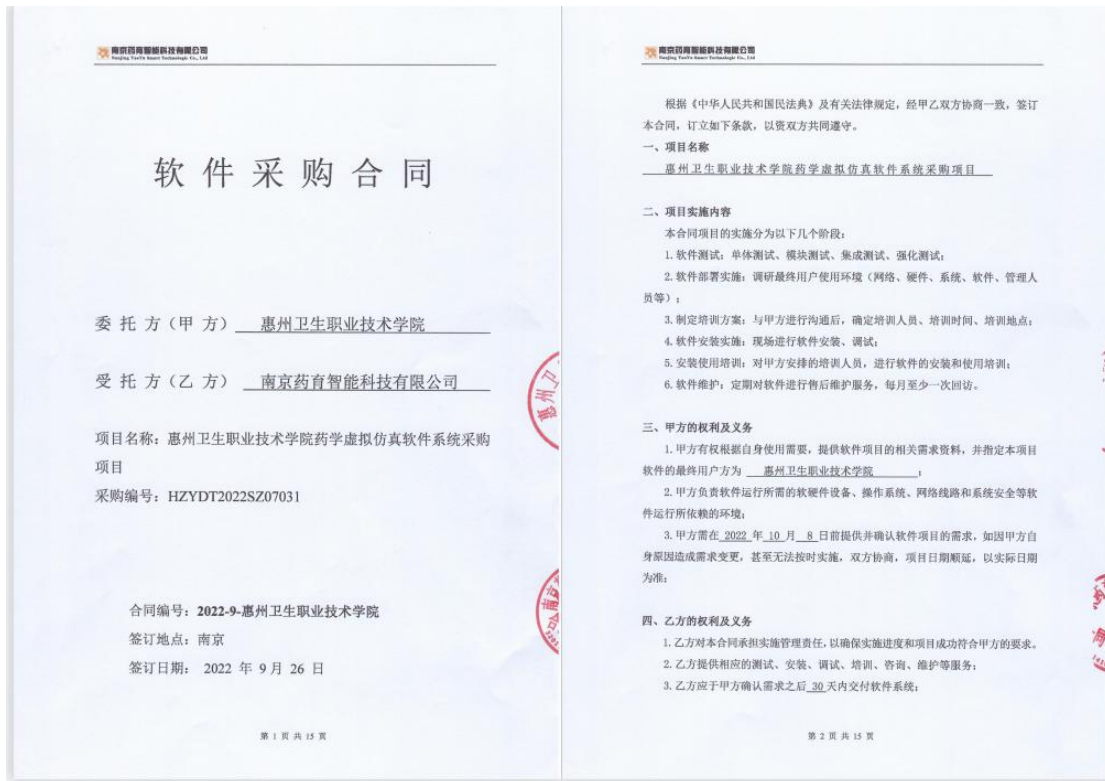 南京药育智能科技有限公司
Nanjing YaoYu Smart Technologic Co., Ltd
软件采购合同
委托方(甲方) 惠州卫生职业技术学院
受托方(乙方) 南京药育智能科技有限公司
项目名称:惠州卫生职业技术学院药学虚拟仿真软件系统采购
项目
采购编号:HZYDT2022SZ07031
合同编号:2022-9-惠州卫生职业技术学院
签订地点:南京
签订日期: 2022 年 9 月 26 日
第 1 页 共 15 页
南京药育智能科技有限公司
Nanjing YaoYu Smart Technologic Co., Ltd
根据《中华人民共和国民法典》及有关法律规定,经甲乙双方协商一致,签订
本合同,订立如下条款,以资双方共同遵守。
一、项目名称
惠州卫生职业技术学院药学虚拟仿真软件系统采购项目
二、项目实施内容
本合同项目的实施分为以下几个阶段:
1.软件测试:单体测试、模块测试、集成测试、强化测试;
2.软件部署实施:调研最终用户使用环境(网络、硬件、系统、软件、管理人
员等);
3.制定培训方案:与甲方进行沟通后,确定培训人员、培训时间、培训地点;
4.软件安装实施:现场进行软件安装、调试;
5.安装使用培训:对甲方安排的培训人员,进行软件的安装和使用培训;
6.软件维护:定期对软件进行售后维护服务,每月至少一次回访。
三、甲方的权利及义务
1.甲方有权根据自身使用需要,提供软件项目的相关需求资料,并指定本项目
软件的最终用户方为 惠州卫生职业技术学院 ;
2.甲方负责软件运行所需的软硬件设备、操作系统、网络线路和系统安全等软
件运行所依赖的环境;
3.甲方需在 2022 年 10 月 8 日前提供并确认软件项目的需求,如因甲方自
身原因造成需求变更,甚至无法按时实施,双方协商,项目日期顺延,以实际日期
为准;
四、乙方的权利及义务
1.乙方对本合同承担实施管理责任,以确保实施进度和项目成功符合甲方的要求。
2.乙方提供相应的测试、安装、调试、培训、咨询、维护等服务;
3.乙方应于甲方确认需求之后 30 天内交付软件系统;
第 2 页 共 15 页
惠州卫
南京